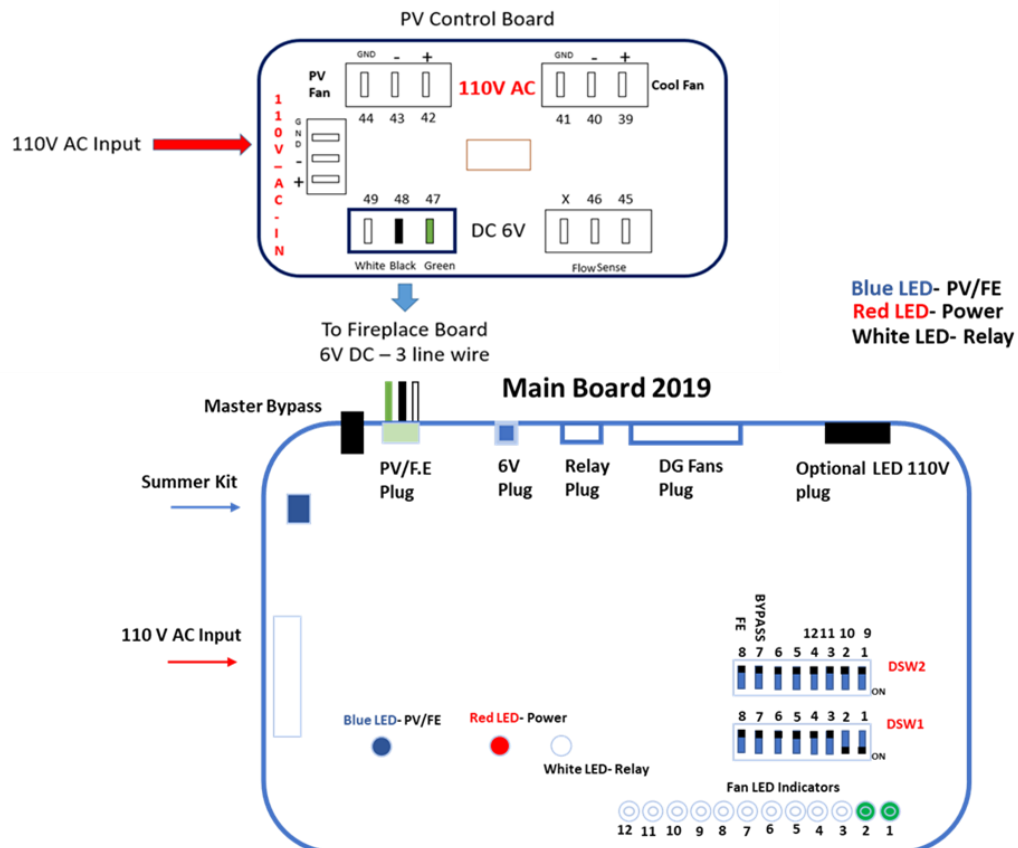 PV Control Board
GND - +
PV
Fan
110V AC
GND - +
Cool Fan
44 43 42
41 40 39
110V-AC-IN
GND
-
+
110V AC Input
49 48 47
DC 6V
X 46 45
White Black Green
Flow Sense
To Fireplace Board
6V DC – 3 line wire
Blue LED- PV/FE
Red LED- Power
White LED- Relay
Main Board 2019
Master Bypass
PV/F.E
Plug
6V
Plug
Relay
Plug
DG Fans
Plug
Optional LED 110V
plug
Summer Kit
110 V AC Input
FE
BYPASS
12 11 10 9
8 7 6 5 4 3 2 1
DSW2
ON
8 7 6 5 4 3 2 1
DSW1
ON
Blue LED- PV/FE
Red LED- Power
White LED- Relay
Fan LED Indicators
12 11 10 9 8 7 6 5 4 3 2 1